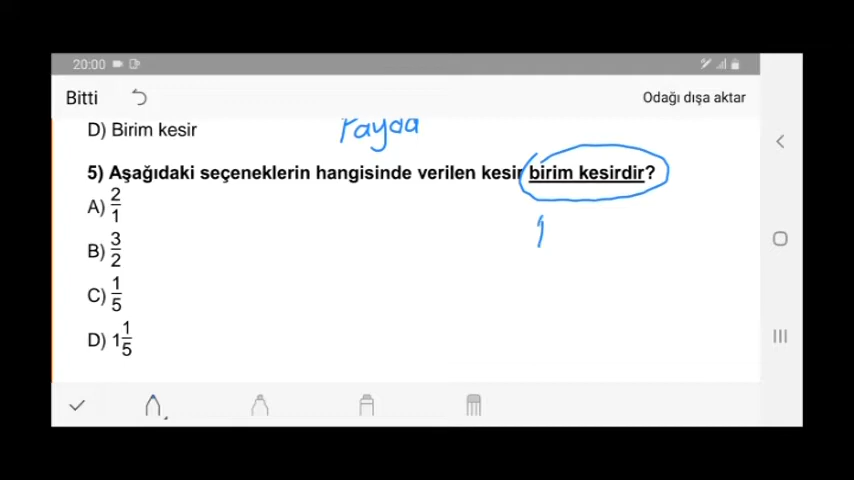 20:00
Bitti
Odağı dışa aktar
D) Birim kesir
Payda
5) Aşağıdaki seçeneklerin hangisinde verilen kesir birim kesirdir?
A) 2/1
B) 3/2
C) 1/5
D) 1 1/5
1